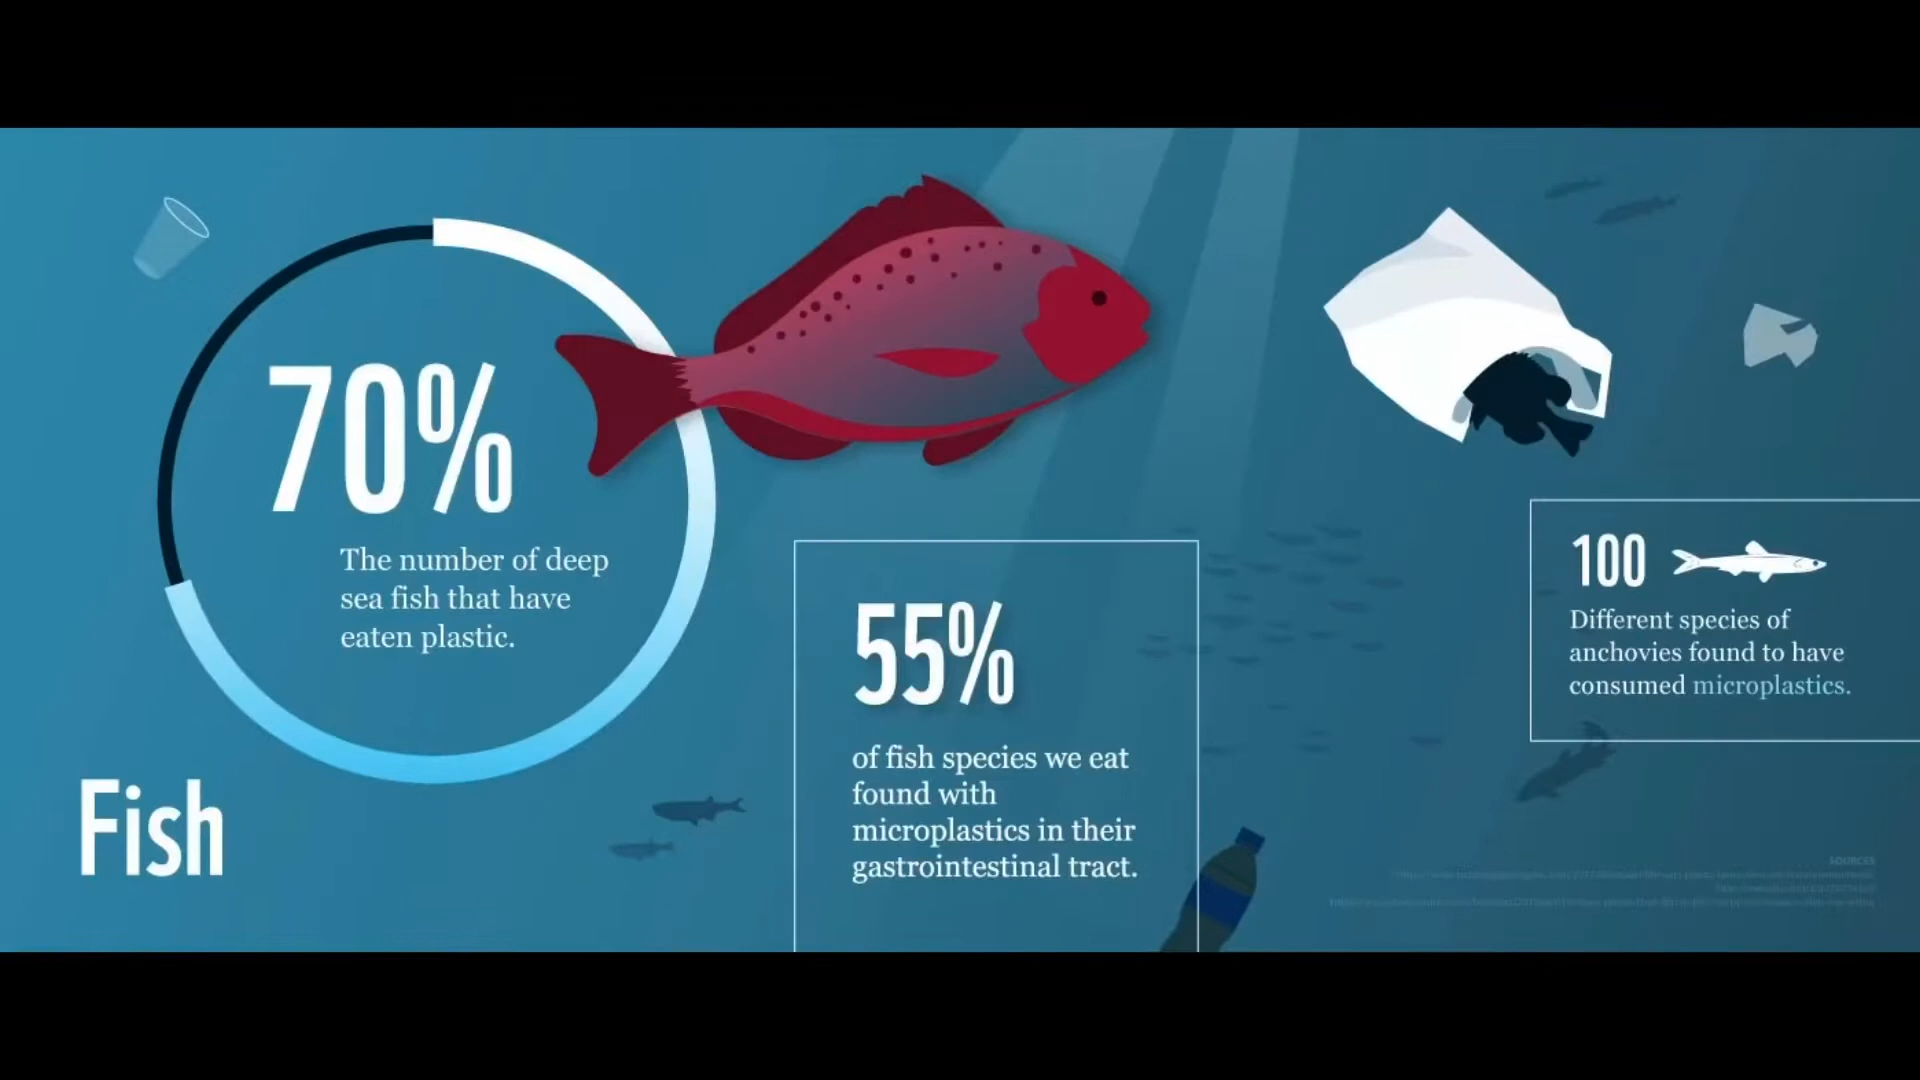 70%
The number of deep
sea fish that have
eaten plastic.
Fish
55%
of fish species we eat
found with
microplastics in their
gastrointestinal tract.
100
Different species of
anchovies found to have
consumed microplastics.
SOURCES